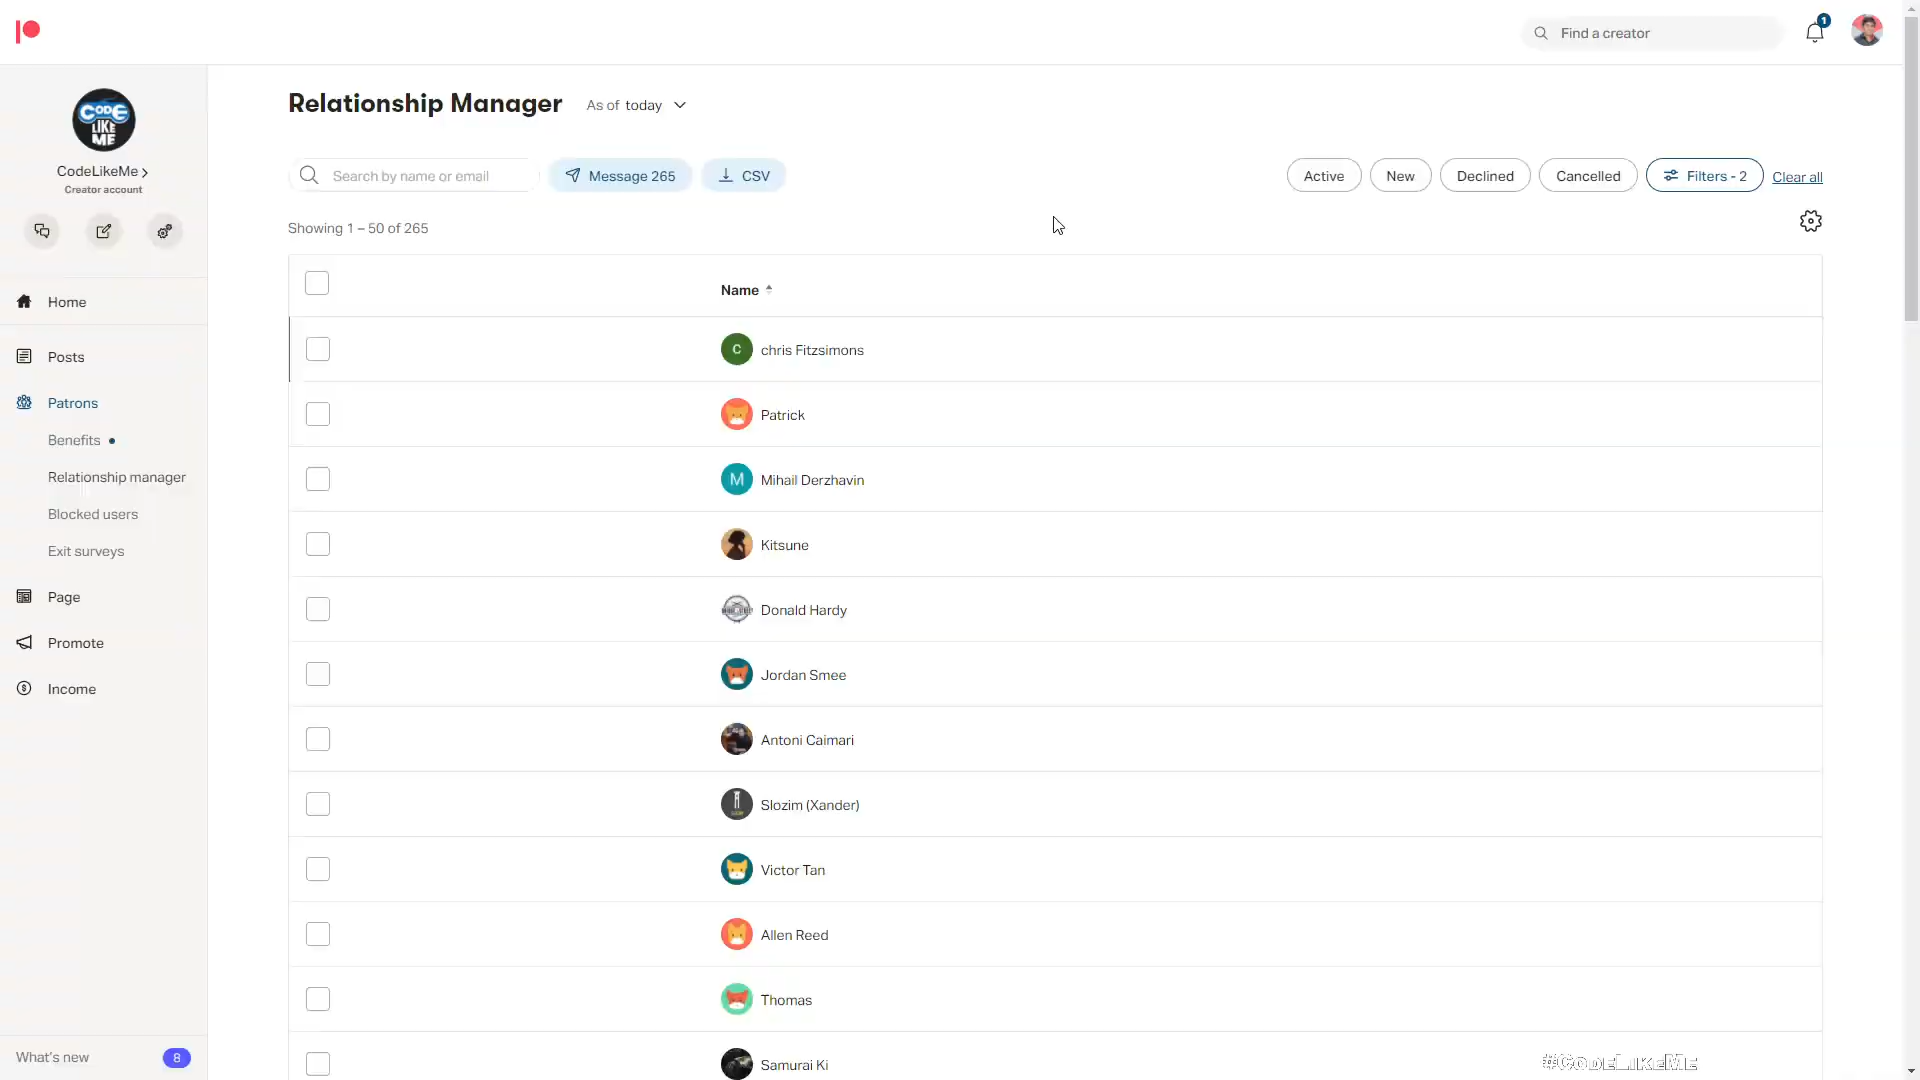 Find a creator
1
CODE
LIKE
ME
CodeLikeMe
Creator account
Home
Posts
Patrons
Benefits
Relationship manager
Blocked users
Exit surveys
Page
Promote
Income
What's new 8
Relationship Manager As of today
Search by name or email Message 265 CSV Active New Declined Cancelled Filters - 2 Clear all
Showing 1 – 50 of 265
Name
C chris Fitzsimons
Patrick
M Mihail Derzhavin
Kitsune
Donald Hardy
Jordan Smee
Antoni Caimari
Slozim (Xander)
Victor Tan
Allen Reed
Thomas
Samurai Ki
#CodeLikeMe